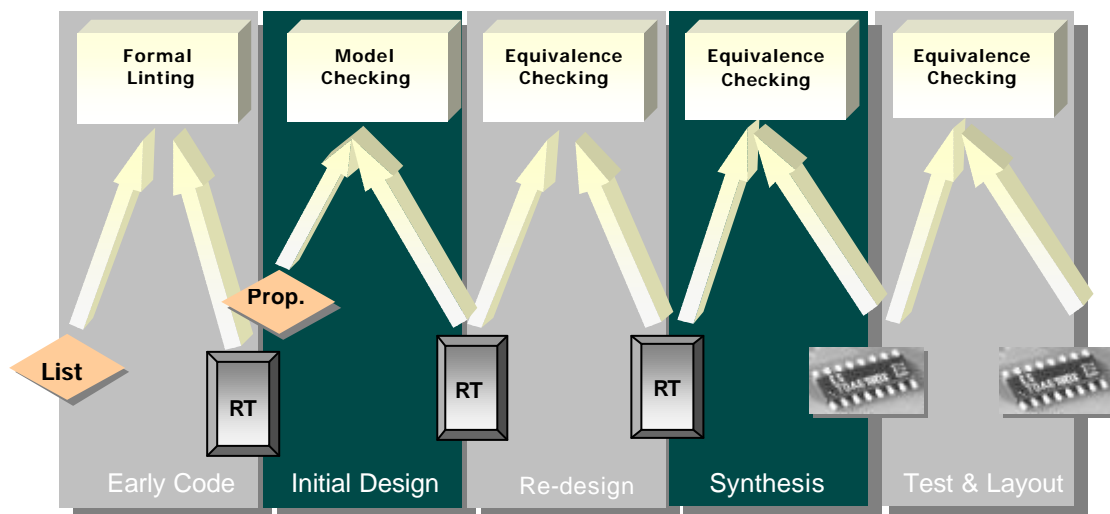 Formal
Linting
Model
Checking
Equivalence
Checking
Equivalence
Checking
Equivalence
Checking
Prop.
List
RT
RT
RT
Early Code
Initial Design
Re-design
Synthesis
Test & Layout